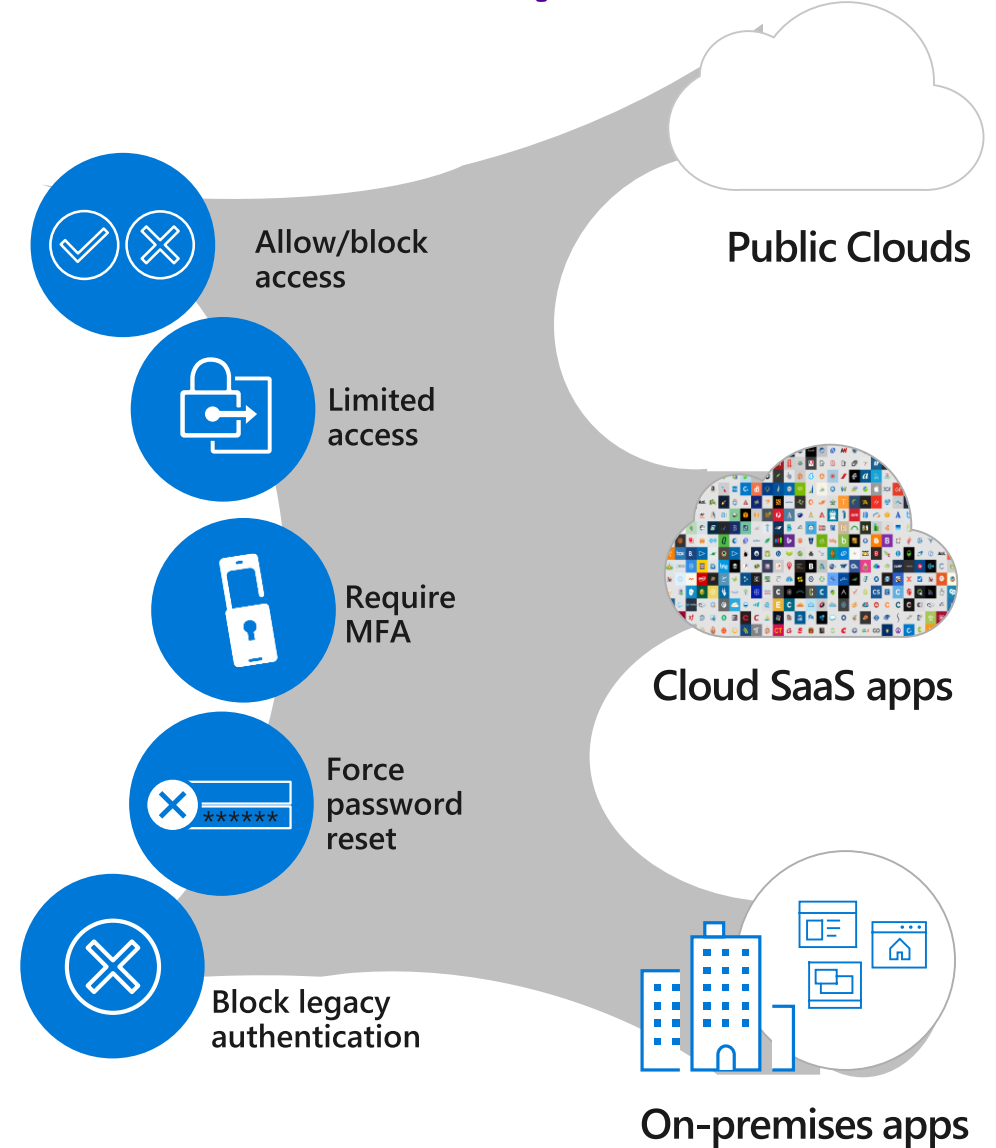 Allow/block
access
Public Clouds
Limited
access
Require
MFA
Cloud SaaS apps
Force
password
reset
******
Block legacy
authentication
On-premises apps